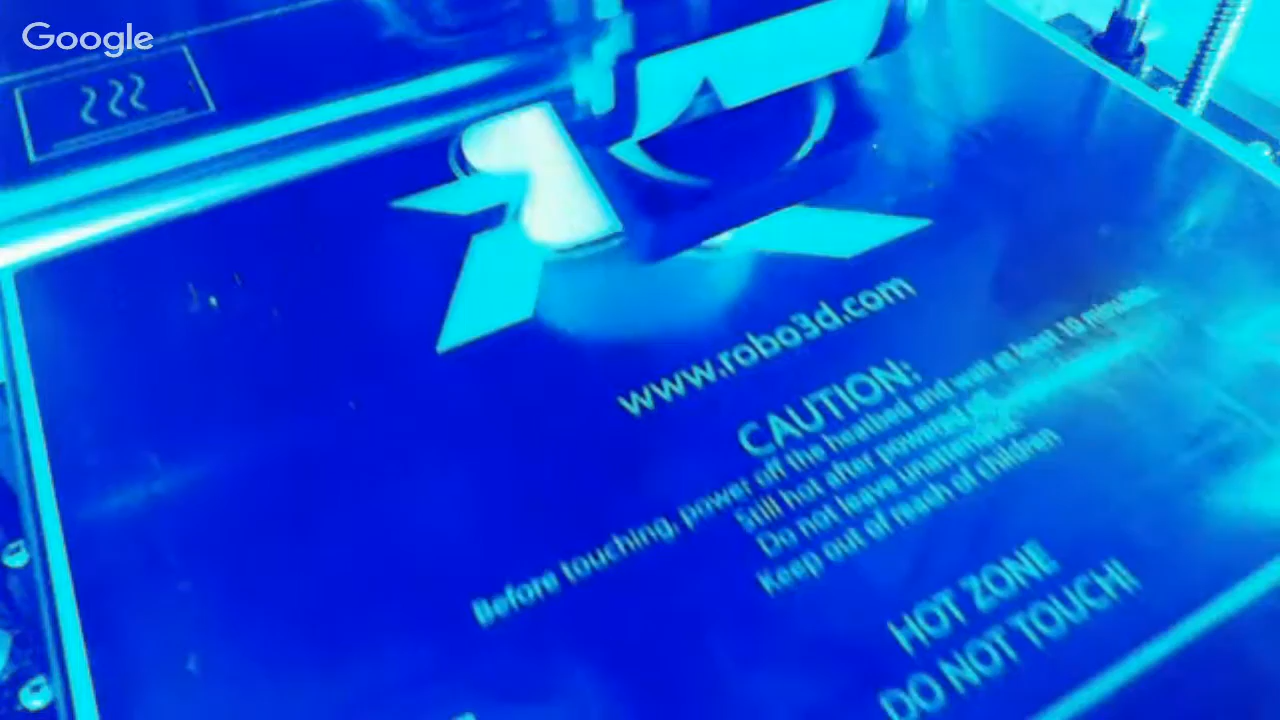 Google
www.robo3d.com
CAUTION:
Before touching, power off the heatbed and wait at least 10 minutes
Still hot after powered off
Do not leave unattended
Keep out of reach of children
HOT ZONE
DO NOT TOUCH!